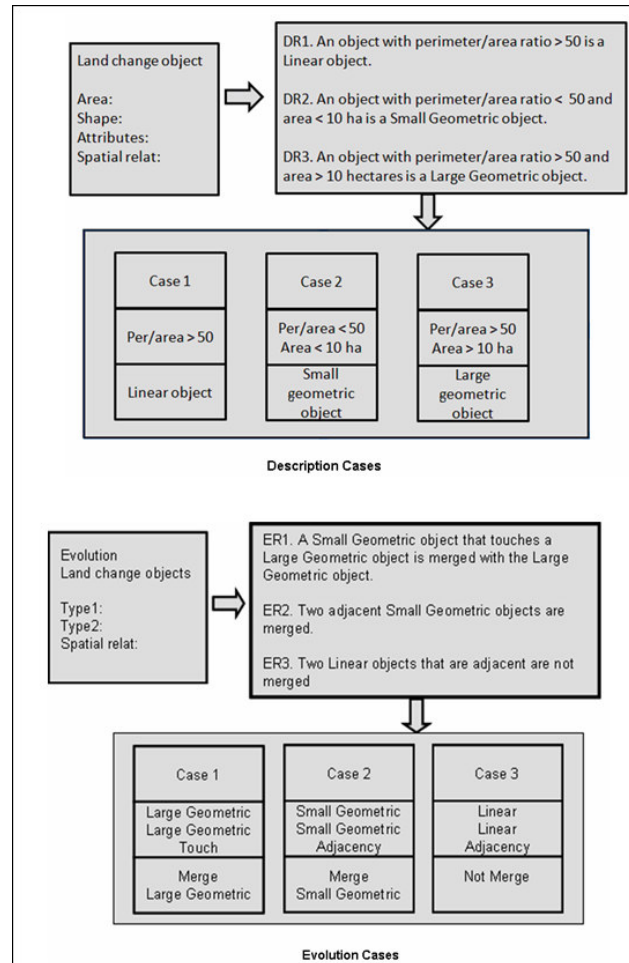 Land change object
Area:
Shape:
Attributes:
Spatial relat:
DR1. An object with perimeter/area ratio > 50 is a
Linear object.
DR2. An object with perimeter/area ratio < 50 and
area < 10 ha is a Small Geometric object.
DR3. An object with perimeter/area ratio > 50 and
area > 10 hectares is a Large Geometric object.
Case 1
Per/area > 50
Linear object
Case 2
Per/area < 50
Area < 10 ha
Small
geometric
object
Case 3
Per/area > 50
Area > 10 ha
Large
geometric
object
Description Cases
Evolution
Land change objects
Type1:
Type2:
Spatial relat:
ER1. A Small Geometric object that touches a
Large Geometric object is merged with the Large
Geometric object.
ER2. Two adjacent Small Geometric objects are
merged.
ER3. Two Linear objects that are adjacent are not
merged
Case 1
Large Geometric
Large Geometric
Touch
Merge
Large Geometric
Case 2
Small Geometric
Small Geometric
Adjacency
Merge
Small Geometric
Case 3
Linear
Linear
Adjacency
Not Merge
Evolution Cases